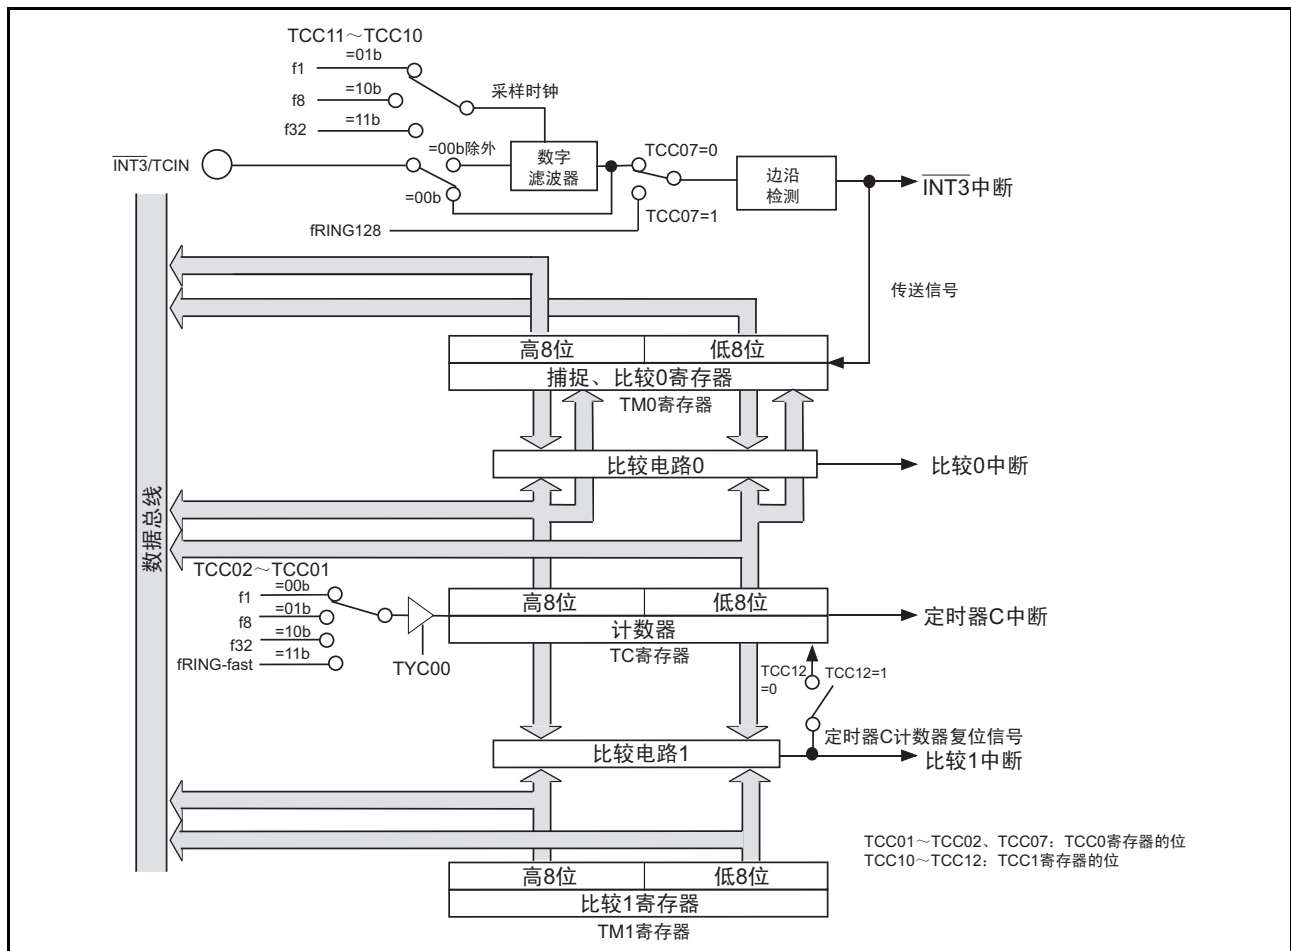 TCC11～TCC10
=01b
f1
采样时钟
=10b
f8
=11b
f32
=00b除外
数字
滤波器
TCC07=0
INT3/TCIN
边沿
检测
INT3中断
=00b
TCC07=1
fRING128
传送信号
高8位
低8位
捕捉、比较0寄存器
TM0寄存器
比较电路0
比较0中断
数据总线
TCC02～TCC01
=00b
f1
=01b
f8
=10b
f32
=11b
fRING-fast
TYC00
高8位
低8位
计数器
TC寄存器
定时器C中断
TCC12
=0
TCC12=1
定时器C计数器复位信号
比较电路1
比较1中断
TCC01～TCC02、TCC07：TCC0寄存器的位
TCC10～TCC12：TCC1寄存器的位
高8位
低8位
比较1寄存器
TM1寄存器